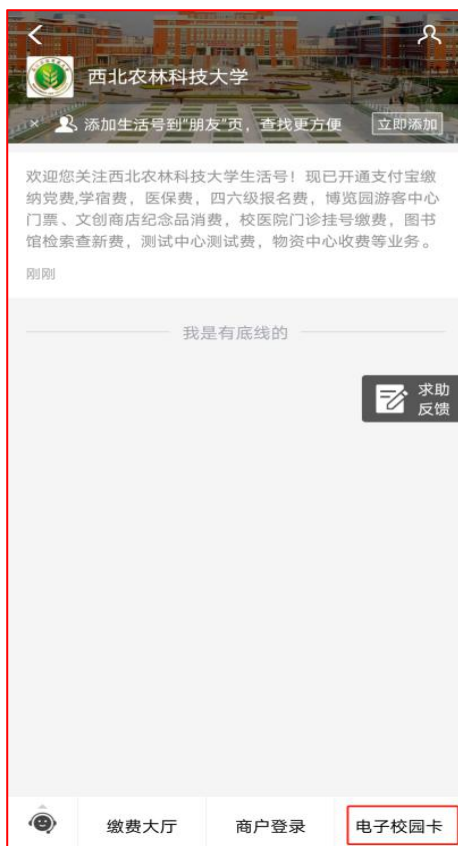 西北农林科技大学
× 添加生活号到“朋友”页，查找更方便 立即添加
欢迎您关注西北农林科技大学生活号！现已开通支付宝缴
纳党费,学宿费，医保费，四六级报名费，博览园游客中心
门票、文创商店纪念品消费，校医院门诊挂号缴费，图书
馆检索查新费，测试中心测试费，物资中心收费等业务。
刚刚
我是有底线的
求助
反馈
缴费大厅 商户登录 电子校园卡